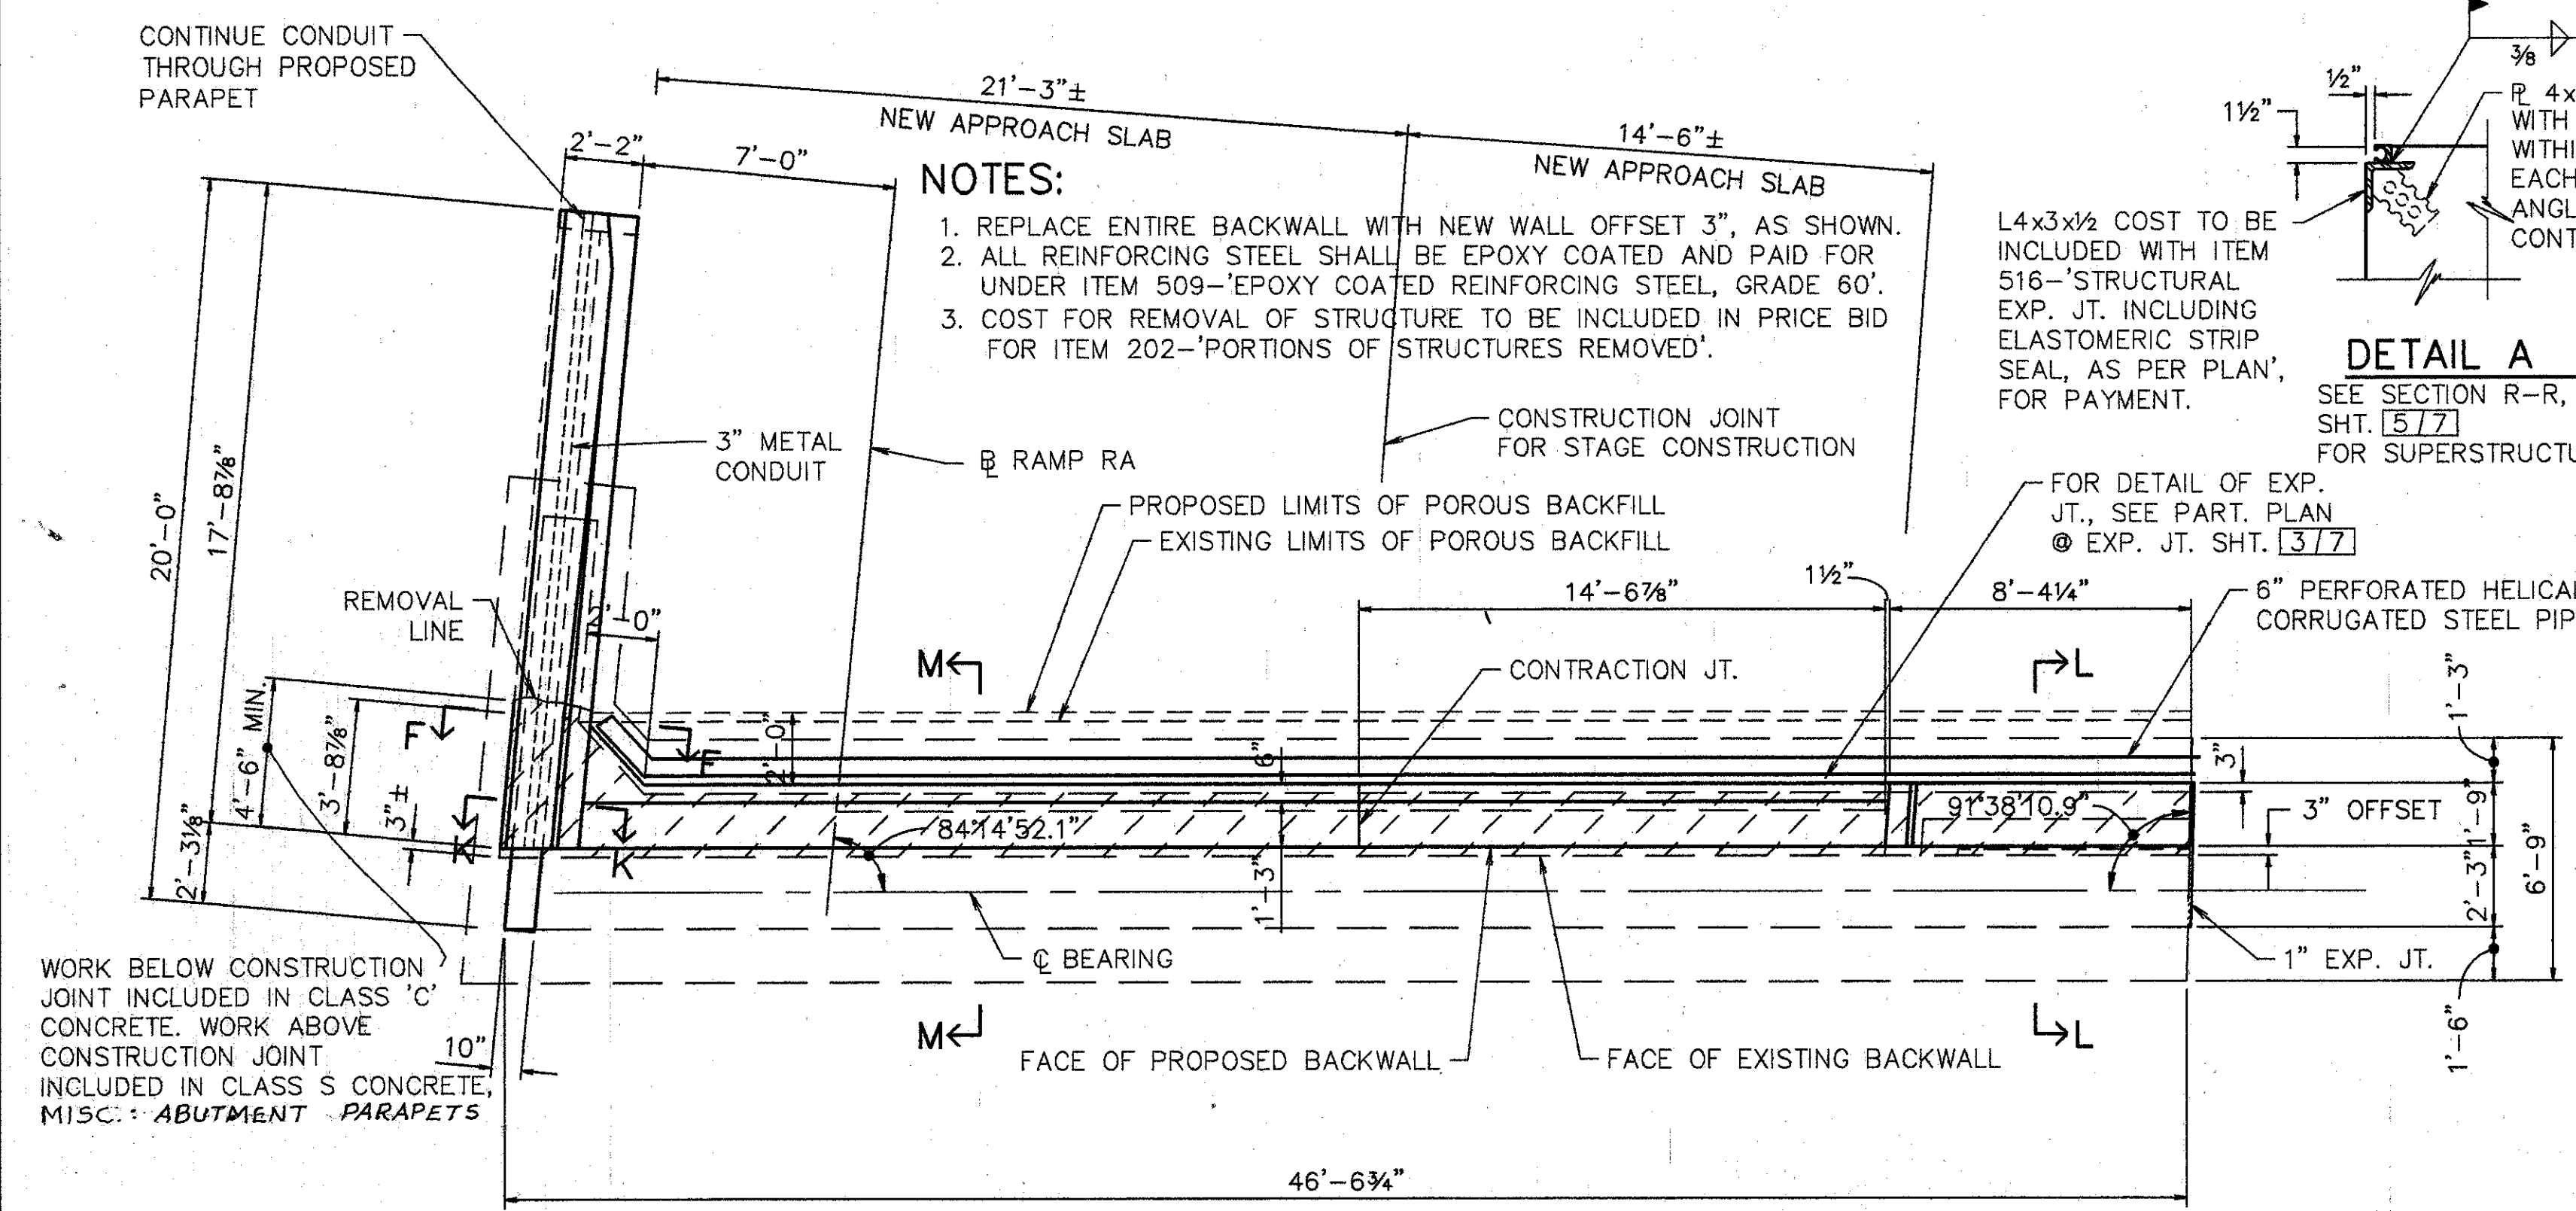 CONTINUE CONDUIT
THROUGH PROPOSED
PARAPET
21'-3"±
NEW APPROACH SLAB
14'-6"±
NEW APPROACH SLAB
2'-2"
7'-0"
NOTES:
1. REPLACE ENTIRE BACKWALL WITH NEW WALL OFFSET 3", AS SHOWN.
2. ALL REINFORCING STEEL SHALL BE EPOXY COATED AND PAID FOR
UNDER ITEM 509-'EPOXY COATED REINFORCING STEEL, GRADE 60'.
3. COST FOR REMOVAL OF STRUCTURE TO BE INCLUDED IN PRICE BID
FOR ITEM 202-'PORTIONS OF STRUCTURES REMOVED'.
3/8
1/2"
1½"
℄ 4x
WITH
WITHI
EACH
ANGL
CONT
L4x3x½ COST TO BE
INCLUDED WITH ITEM
516-'STRUCTURAL
EXP. JT. INCLUDING
ELASTOMERIC STRIP
SEAL, AS PER PLAN',
FOR PAYMENT.
DETAIL A
SEE SECTION R-R,
SHT. 5/7
FOR SUPERSTRUCTU
3" METAL
CONDUIT
B̲L RAMP RA
CONSTRUCTION JOINT
FOR STAGE CONSTRUCTION
PROPOSED LIMITS OF POROUS BACKFILL
EXISTING LIMITS OF POROUS BACKFILL
FOR DETAIL OF EXP.
JT., SEE PART. PLAN
@ EXP. JT. SHT. 3/7
20'-0"
17'-8⅞"
REMOVAL
LINE
2'-0"
14'-6⅞"
1½"
8'-4¼"
6" PERFORATED HELICAL
CORRUGATED STEEL PIP
M
CONTRACTION JT.
L
1'-3"
4'-6" MIN.
3'-8⅞"
3"±
2'-3⅛"
F
F
2'-0"
6"
3"
K
K
84°14'52.1"
91°38'10.9"
3" OFFSET
1'-3"
1'-9"
2'-3"
6'-9"
℄ BEARING
1" EXP. JT.
1'-6"
WORK BELOW CONSTRUCTION
JOINT INCLUDED IN CLASS 'C'
CONCRETE. WORK ABOVE
CONSTRUCTION JOINT
INCLUDED IN CLASS S CONCRETE,
MISC.: ABUTMENT PARAPETS
10"
M
FACE OF PROPOSED BACKWALL
FACE OF EXISTING BACKWALL
L
46'-6¾"